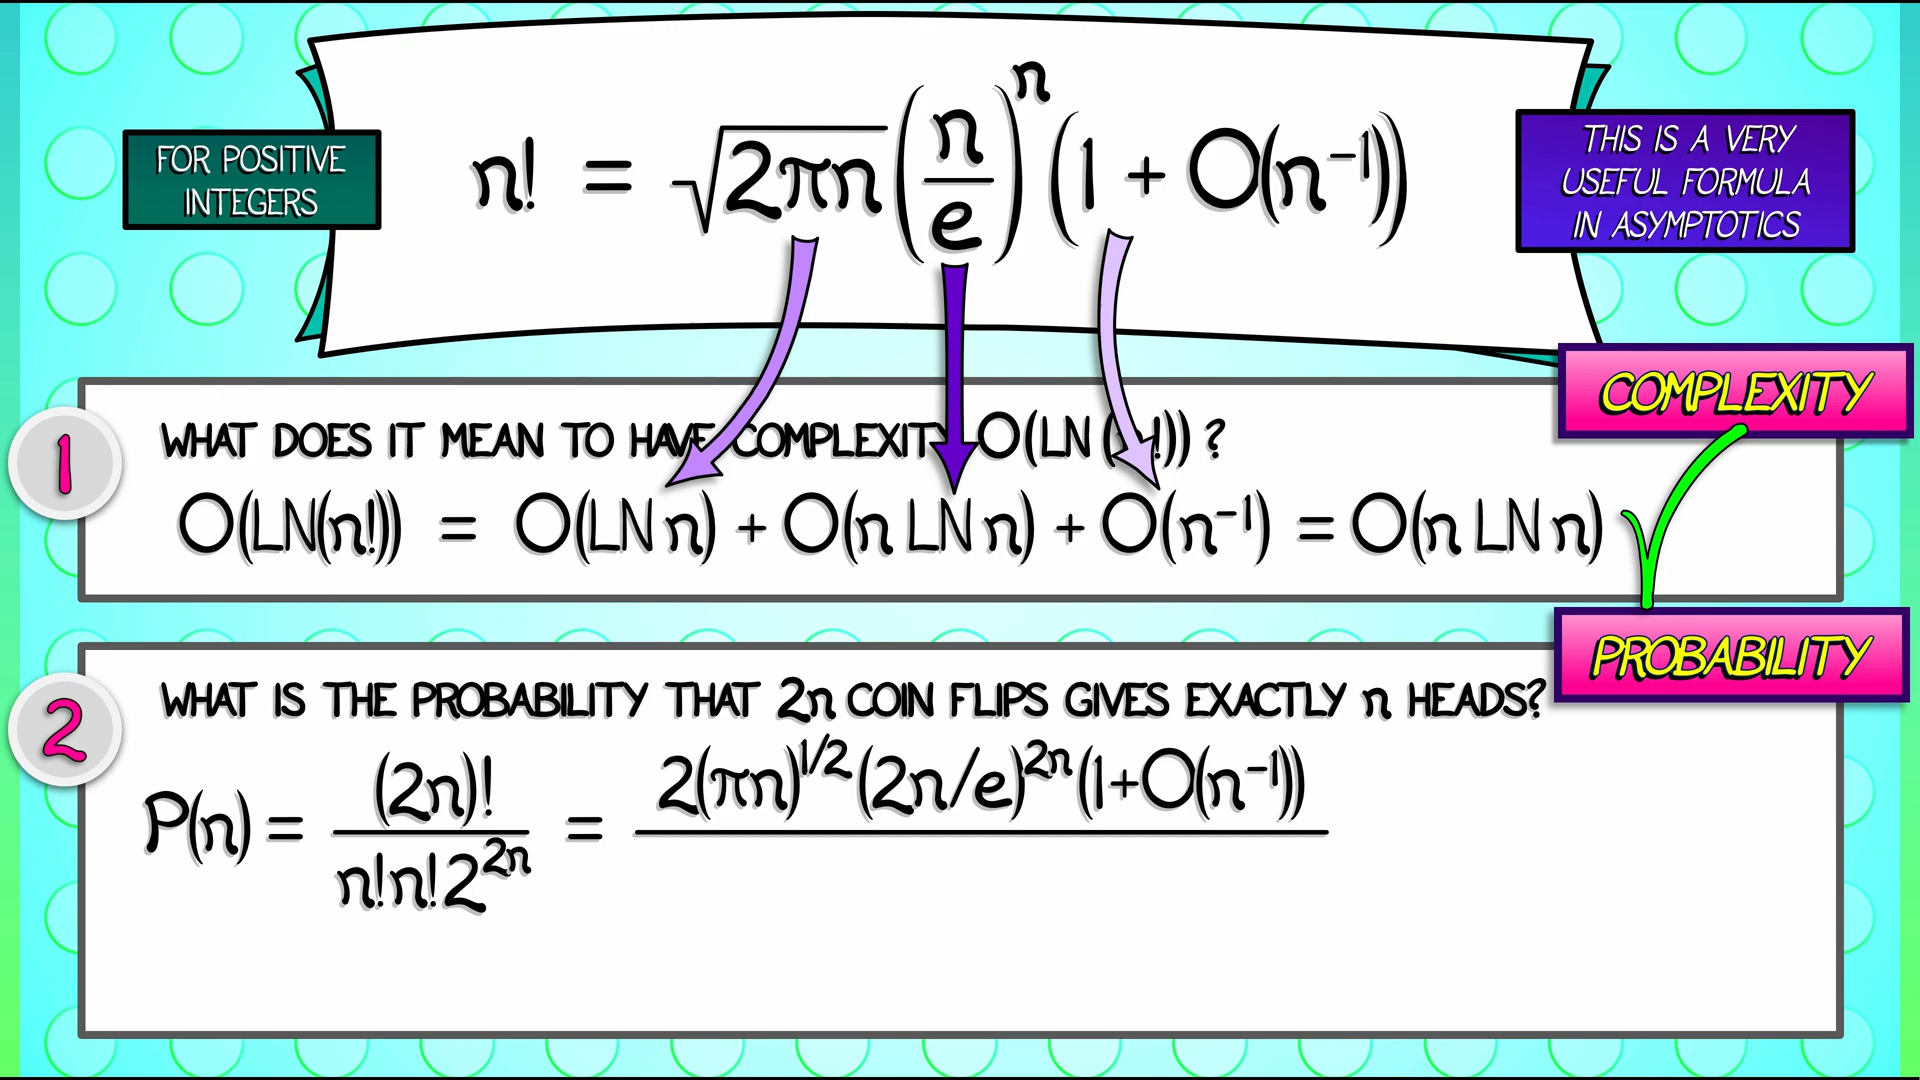 FOR POSITIVE
INTEGERS
n! = √2πn (n/e)^n (1 + O(n^−1))
THIS IS A VERY
USEFUL FORMULA
IN ASYMPTOTICS
COMPLEXITY
1
WHAT DOES IT MEAN TO HAVE COMPLEXITY O(LN(n!))?
O(LN(n!)) = O(LN n) + O(n LN n) + O(n^−1) = O(n LN n)
PROBABILITY
2
WHAT IS THE PROBABILITY THAT 2n COIN FLIPS GIVES EXACTLY n HEADS?
P(n) = (2n)! / n!n!2^2n = 2(πn)^1/2 (2n/e)^2n (1+O(n^−1))